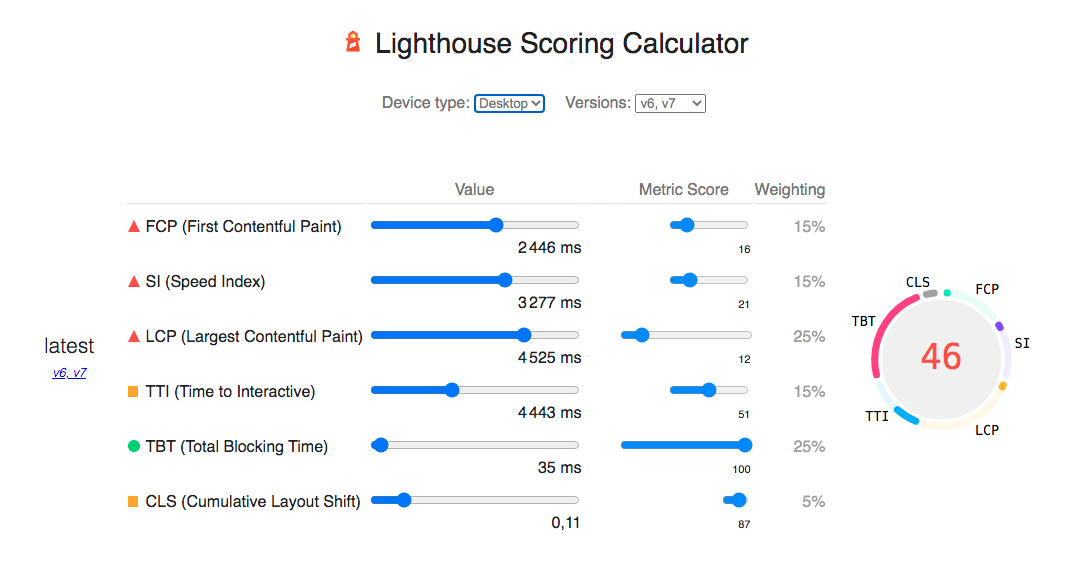 Lighthouse Scoring Calculator
Device type: Desktop Versions: v6, v7
Value Metric Score Weighting
FCP (First Contentful Paint) 15%
2 446 ms 16
SI (Speed Index) 15%
3 277 ms 21
latest
v6, v7
LCP (Largest Contentful Paint) 25%
4 525 ms 12
TTI (Time to Interactive) 15%
4 443 ms 51
TBT (Total Blocking Time) 25%
35 ms 100
CLS (Cumulative Layout Shift) 5%
0,11 87
CLS FCP
TBT SI
46
TTI LCP